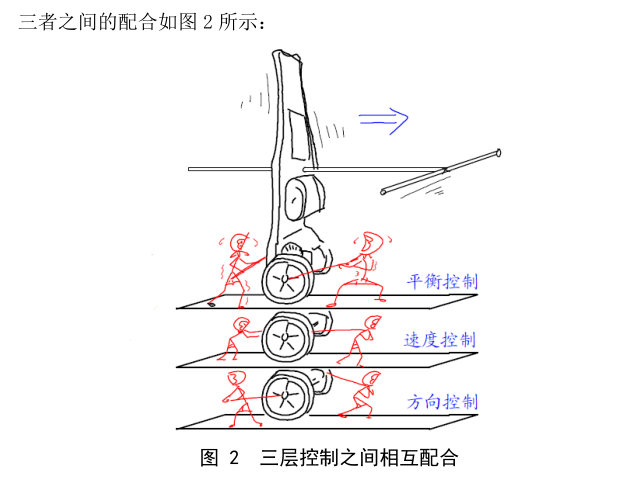 三者之间的配合如图 2 所示：
平衡控制
速度控制
方向控制
图 2 三层控制之间相互配合